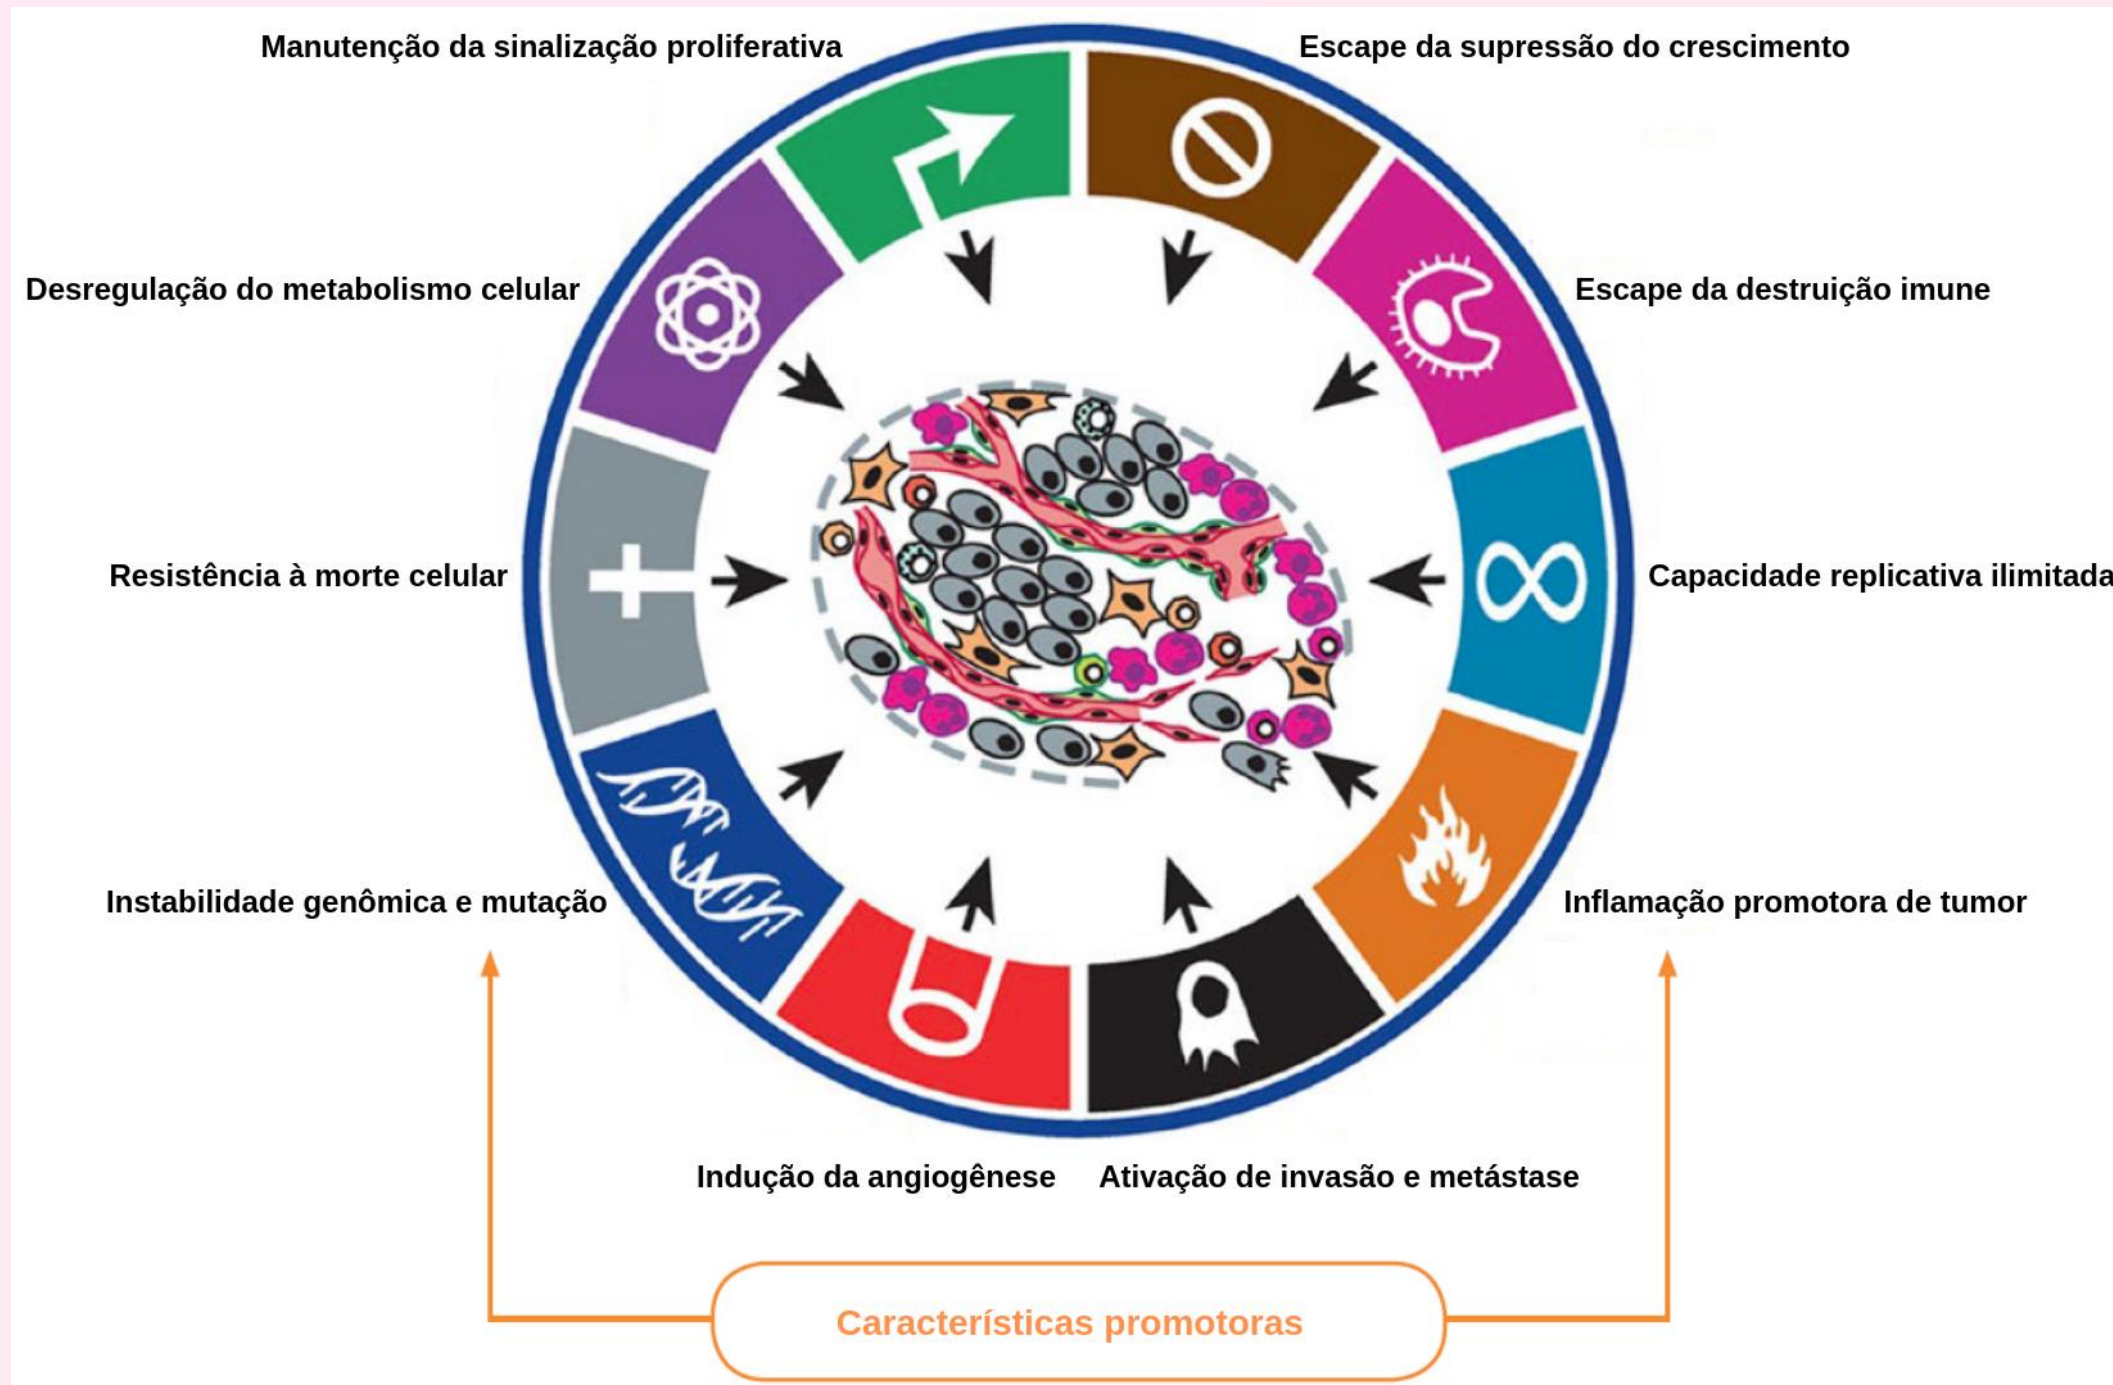 Manutenção da sinalização proliferativa
Escape da supressão do crescimento
Desregulação do metabolismo celular
Escape da destruição imune
Resistência à morte celular
Capacidade replicativa ilimitada
Instabilidade genômica e mutação
Inflamação promotora de tumor
Indução da angiogênese
Ativação de invasão e metástase
Características promotoras